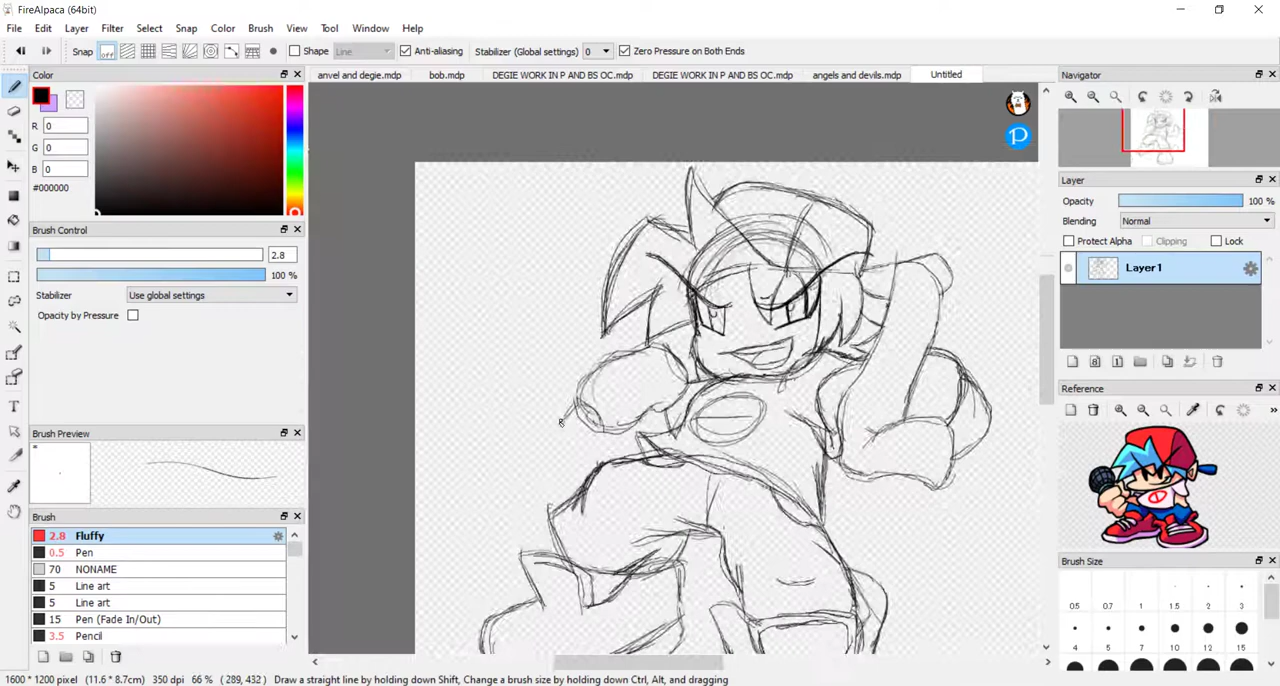 FireAlpaca (64bit)
File Edit Layer Filter Select Snap Color Brush View Tool Window Help
Snap off Shape Line Anti-aliasing Stabilizer (Global settings) 0 Zero Pressure on Both Ends
Color
anvel and degie.mdp bob.mdp DEGIE WORK IN P AND BS OC.mdp DEGIE WORK IN P AND BS OC.mdp angels and devils.mdp Untitled
Navigator
R 0
G 0
B 0
#000000
Layer
Opacity 100 %
Blending Normal
Protect Alpha Clipping Lock
Layer1
Brush Control
2.8
100 %
Stabilizer Use global settings
Opacity by Pressure
Reference
Brush Preview
Brush
2.8 Fluffy
0.5 Pen
70 NONAME
5 Line art
5 Line art
15 Pen (Fade In/Out)
3.5 Pencil
Brush Size
0.5 0.7 1 1.5 2 3
4 5 7 10 12 15
1600 * 1200 pixel (11.6 * 8.7cm) 350 dpi 66 % ( 289, 432 ) Draw a straight line by holding down Shift, Change a brush size by holding down Ctrl, Alt, and dragging